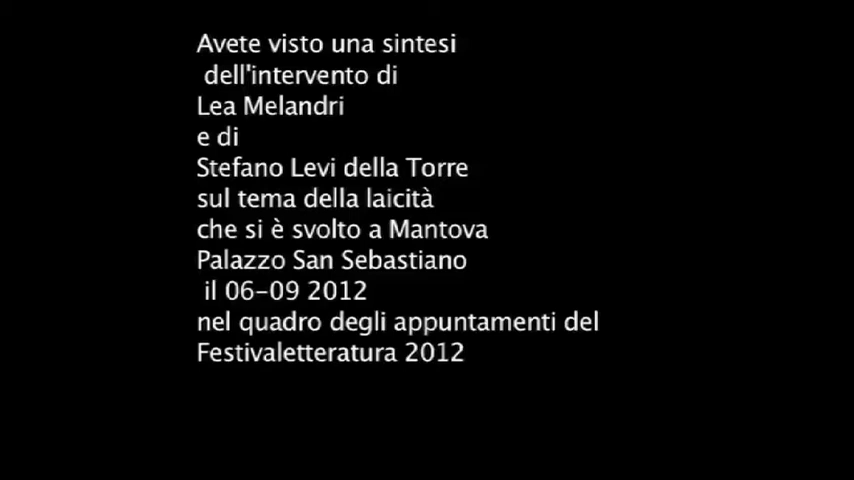 Avete visto una sintesi
dell'intervento di
Lea Melandri
e di
Stefano Levi della Torre
sul tema della laicità
che si è svolto a Mantova
Palazzo San Sebastiano
il 06-09 2012
nel quadro degli appuntamenti del
Festivaletteratura 2012